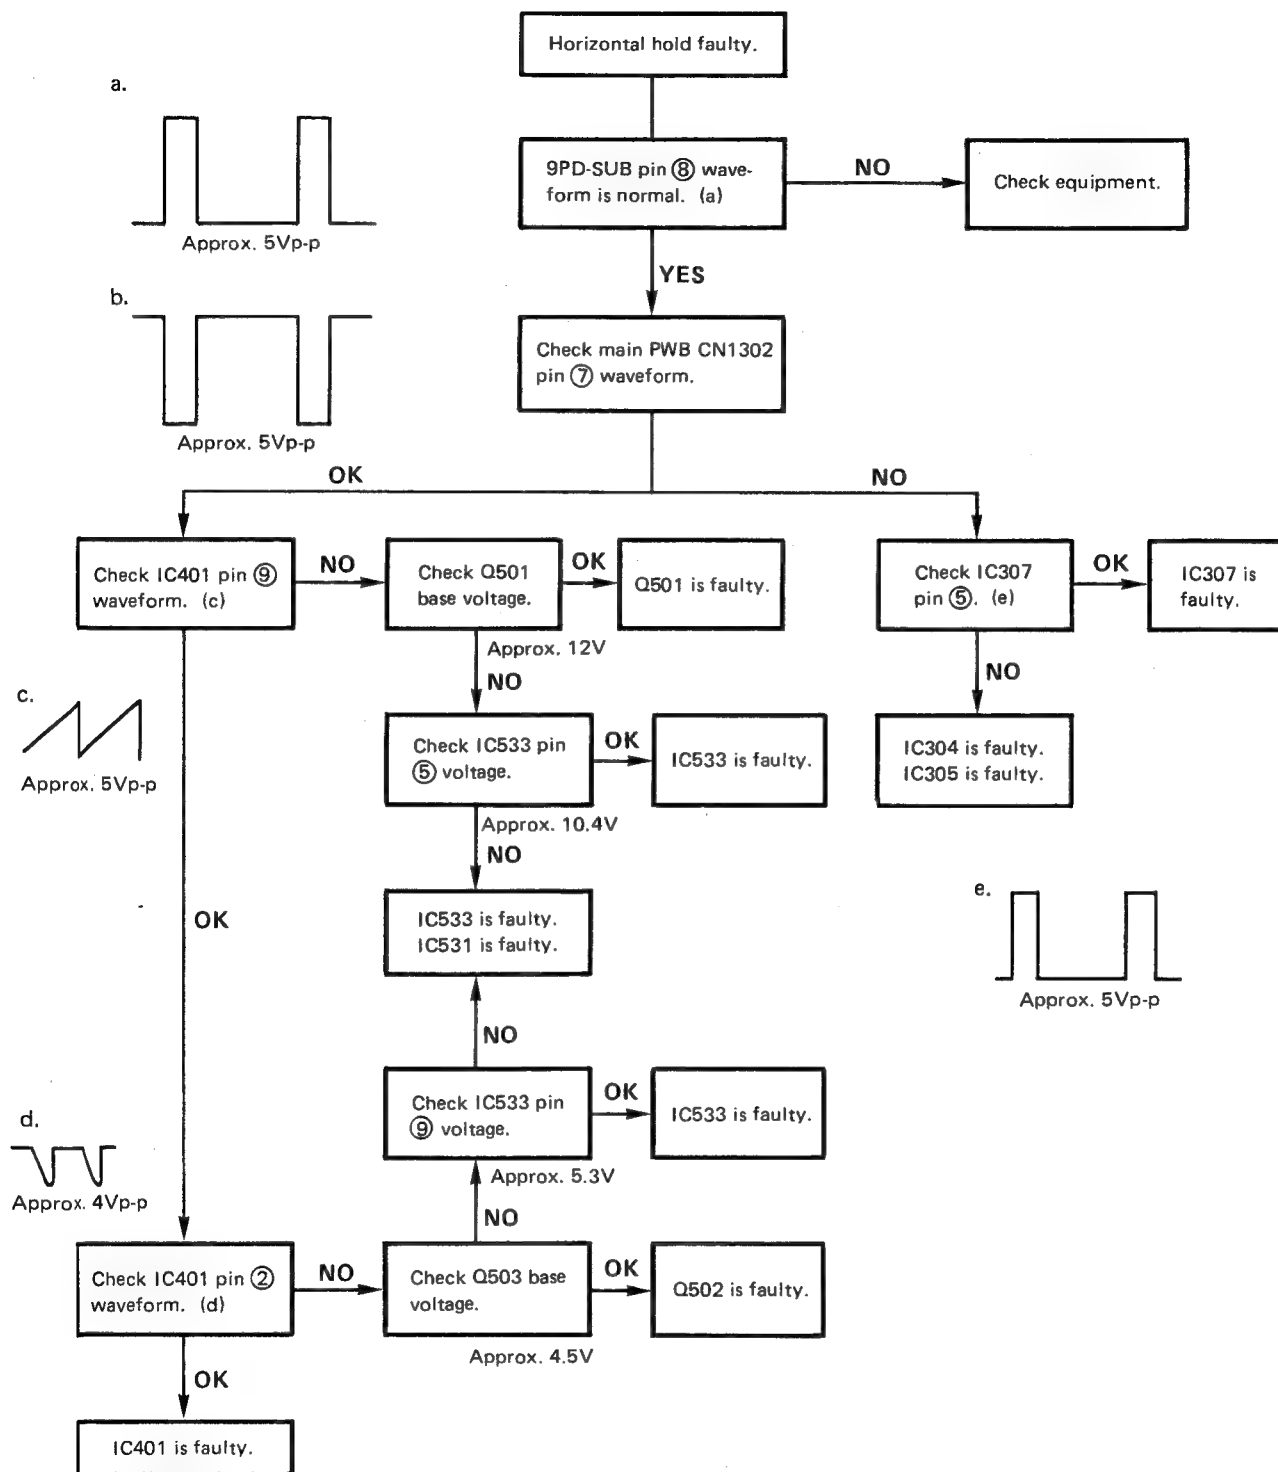 Horizontal hold faulty.
a.
Approx. 5Vp-p
9PD-SUB pin ⑧ wave-
form is normal. (a)
NO
Check equipment.
YES
b.
Approx. 5Vp-p
Check main PWB CN1302
pin ⑦ waveform.
OK
NO
Check IC401 pin ⑨
waveform. (c)
NO
Check Q501
base voltage.
OK
Q501 is faulty.
Approx. 12V
NO
Check IC307
pin ⑤. (e)
OK
IC307 is
faulty.
NO
c.
Approx. 5Vp-p
Check IC533 pin
⑤ voltage.
OK
IC533 is faulty.
Approx. 10.4V
NO
IC304 is faulty.
IC305 is faulty.
OK
IC533 is faulty.
IC531 is faulty.
e.
Approx. 5Vp-p
NO
Check IC533 pin
⑨ voltage.
OK
IC533 is faulty.
Approx. 5.3V
NO
d.
Approx. 4Vp-p
Check IC401 pin ②
waveform. (d)
NO
Check Q503 base
voltage.
OK
Q502 is faulty.
Approx. 4.5V
OK
IC401 is faulty.